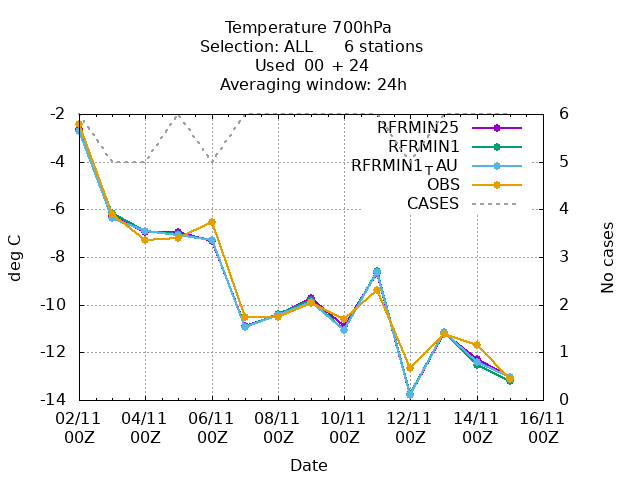 Temperature 700hPa
Selection: ALL      6 stations
Used  00 + 24
Averaging window: 24h
-2
-4
-6
-8
-10
-12
-14
deg C
6
5
4
3
2
1
0
No cases
RFRMIN25
RFRMIN1
RFRMIN1TAU
OBS
CASES
02/11 04/11 06/11 08/11 10/11 12/11 14/11 16/11
00Z 00Z 00Z 00Z 00Z 00Z 00Z 00Z
Date